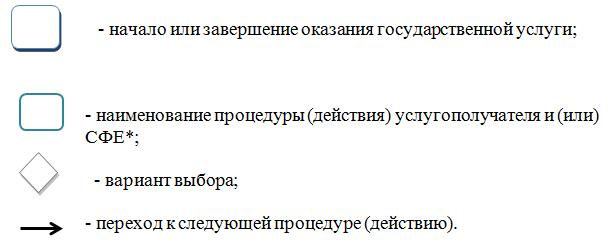 - начало или завершение оказания государственной услуги;
- наименование процедуры (действия) услугополучателя и (или)
СФЕ*;
- вариант выбора;
- переход к следующей процедуре (действию).